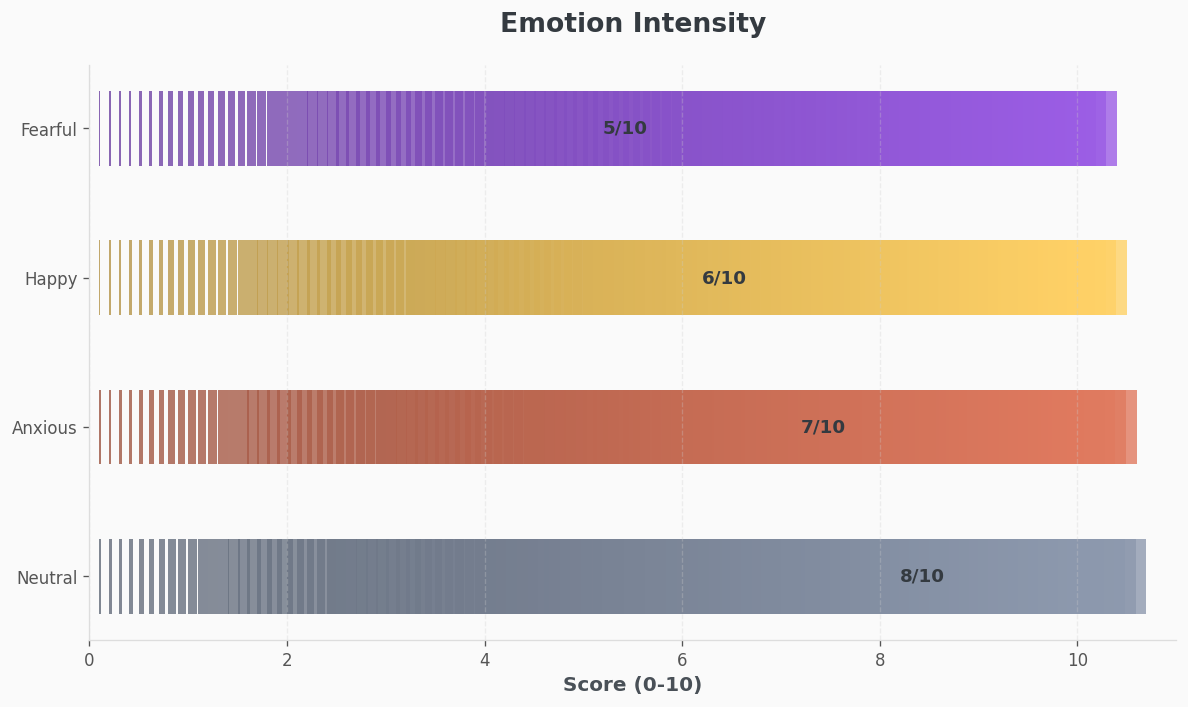 Emotion Intensity
Fearful
5/10
Happy
6/10
Anxious
7/10
Neutral
8/10
0 2 4 6 8 10
Score (0-10)